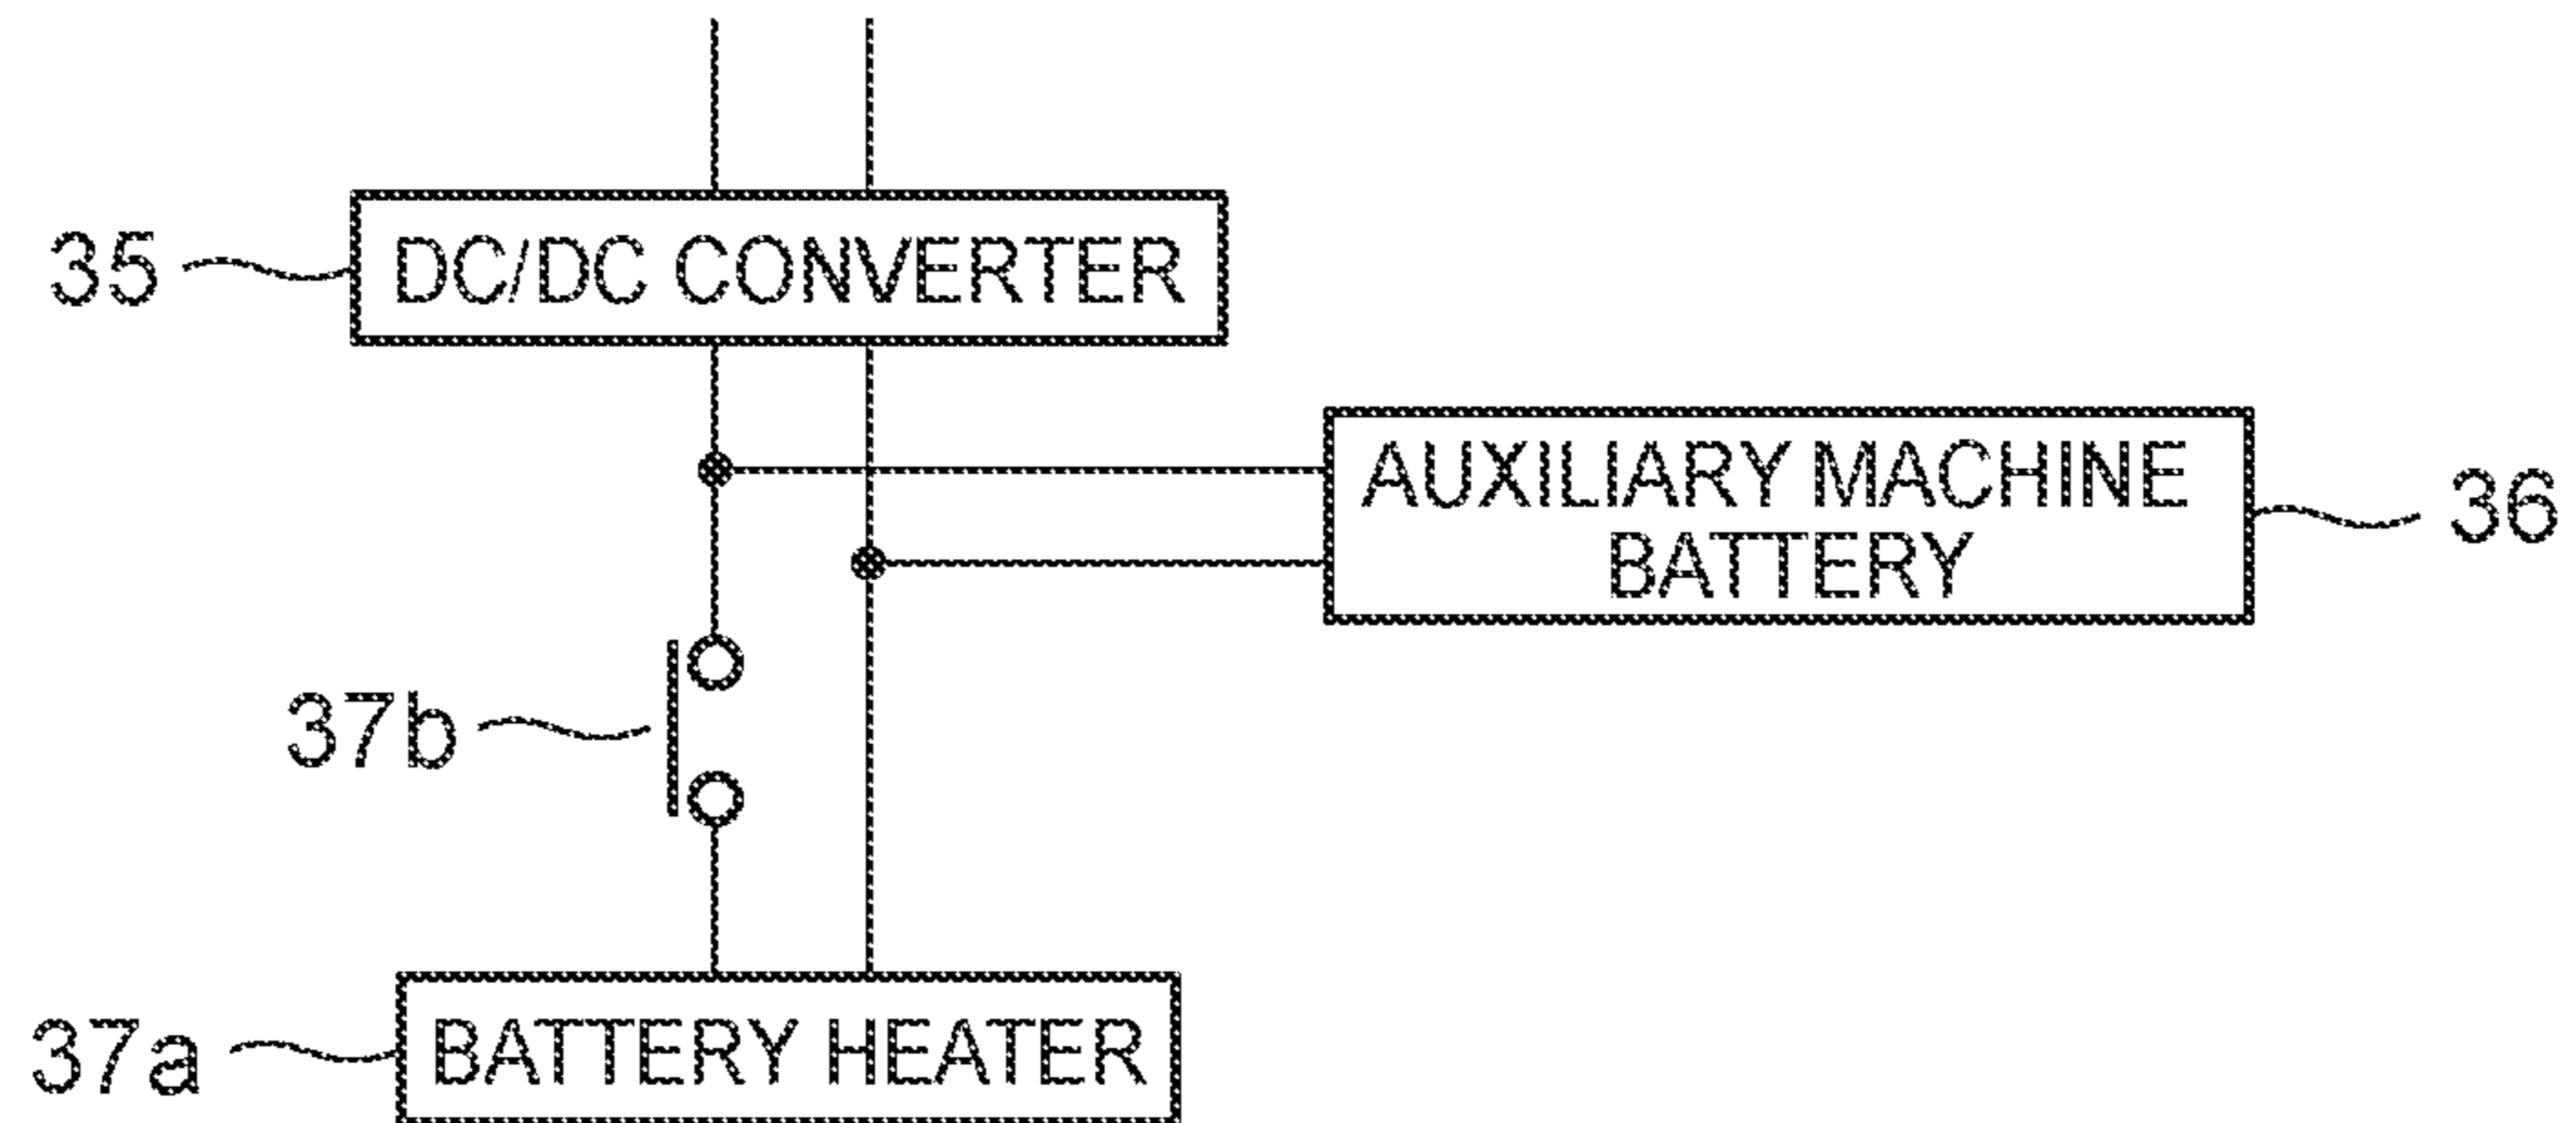 35
DC/DC CONVERTER
AUXILIARY MACHINE
BATTERY
36
37b
37a
BATTERY HEATER